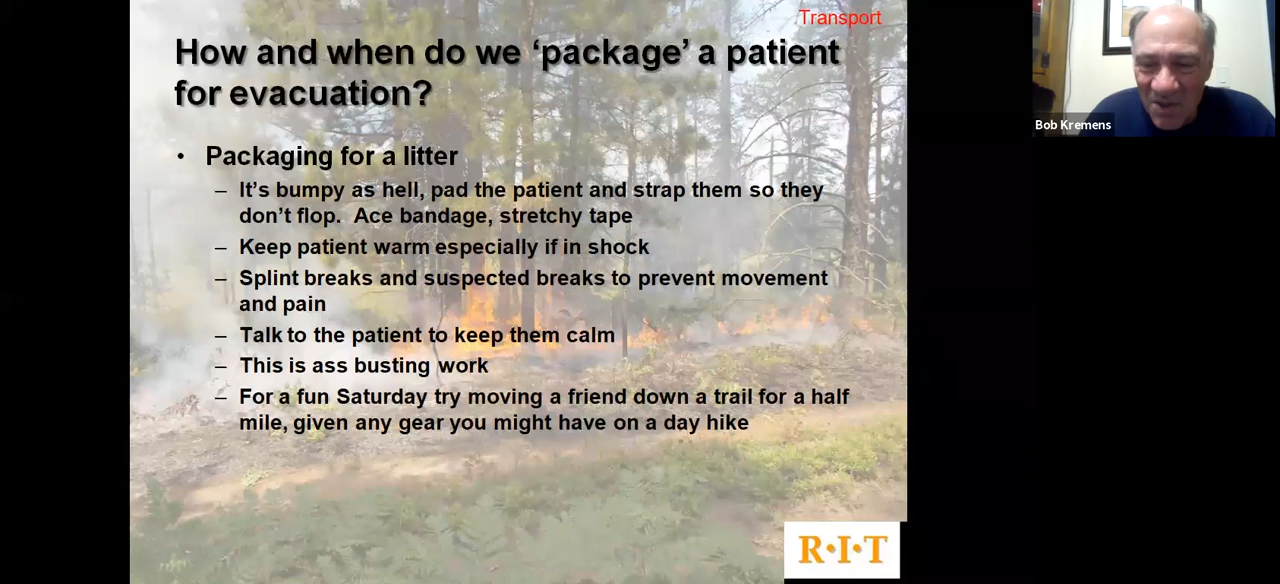 Transport
How and when do we ‘package’ a patient
for evacuation?
• Packaging for a litter
– It’s bumpy as hell, pad the patient and strap them so they
don’t flop.  Ace bandage, stretchy tape
– Keep patient warm especially if in shock
– Splint breaks and suspected breaks to prevent movement
and pain
– Talk to the patient to keep them calm
– This is ass busting work
– For a fun Saturday try moving a friend down a trail for a half
mile, given any gear you might have on a day hike
R·I·T
Bob Kremens